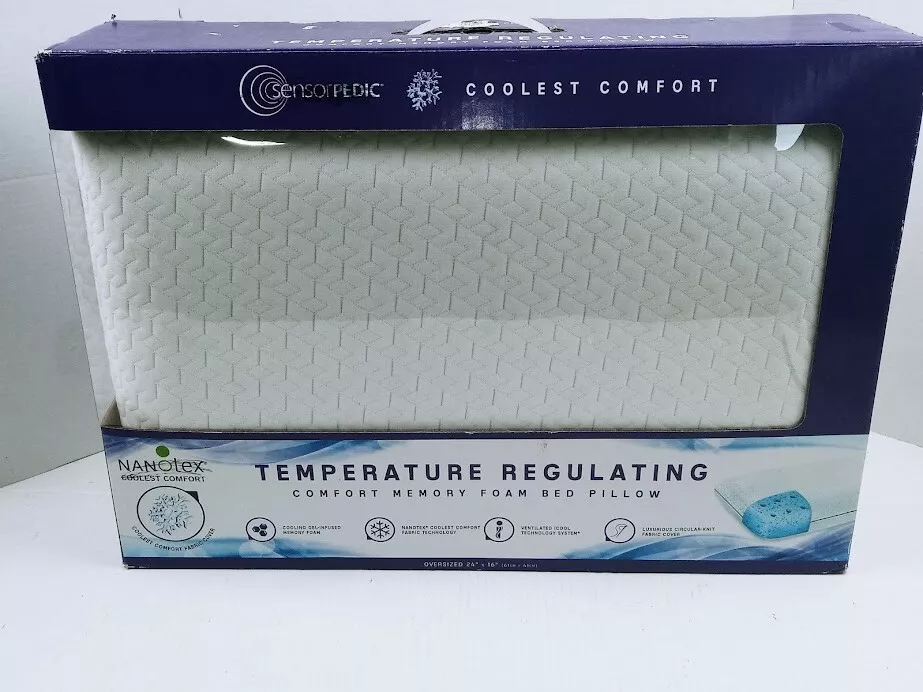 TEMPERATURE REGULATING
sensorPEDIC
COOLEST COMFORT
NANOtex
COOLEST COMFORT
COOLEST COMFORT FABRIC COVER
TEMPERATURE REGULATING
COMFORT MEMORY FOAM BED PILLOW
COOLING GEL-INFUSED
MEMORY FOAM
NANOTEX® COOLEST COMFORT
FABRIC TECHNOLOGY
VENTILATED ICOOL
TECHNOLOGY SYSTEM®
LUXURIOUS CIRCULAR-KNIT
FABRIC COVER
OVERSIZED 24" x 16"